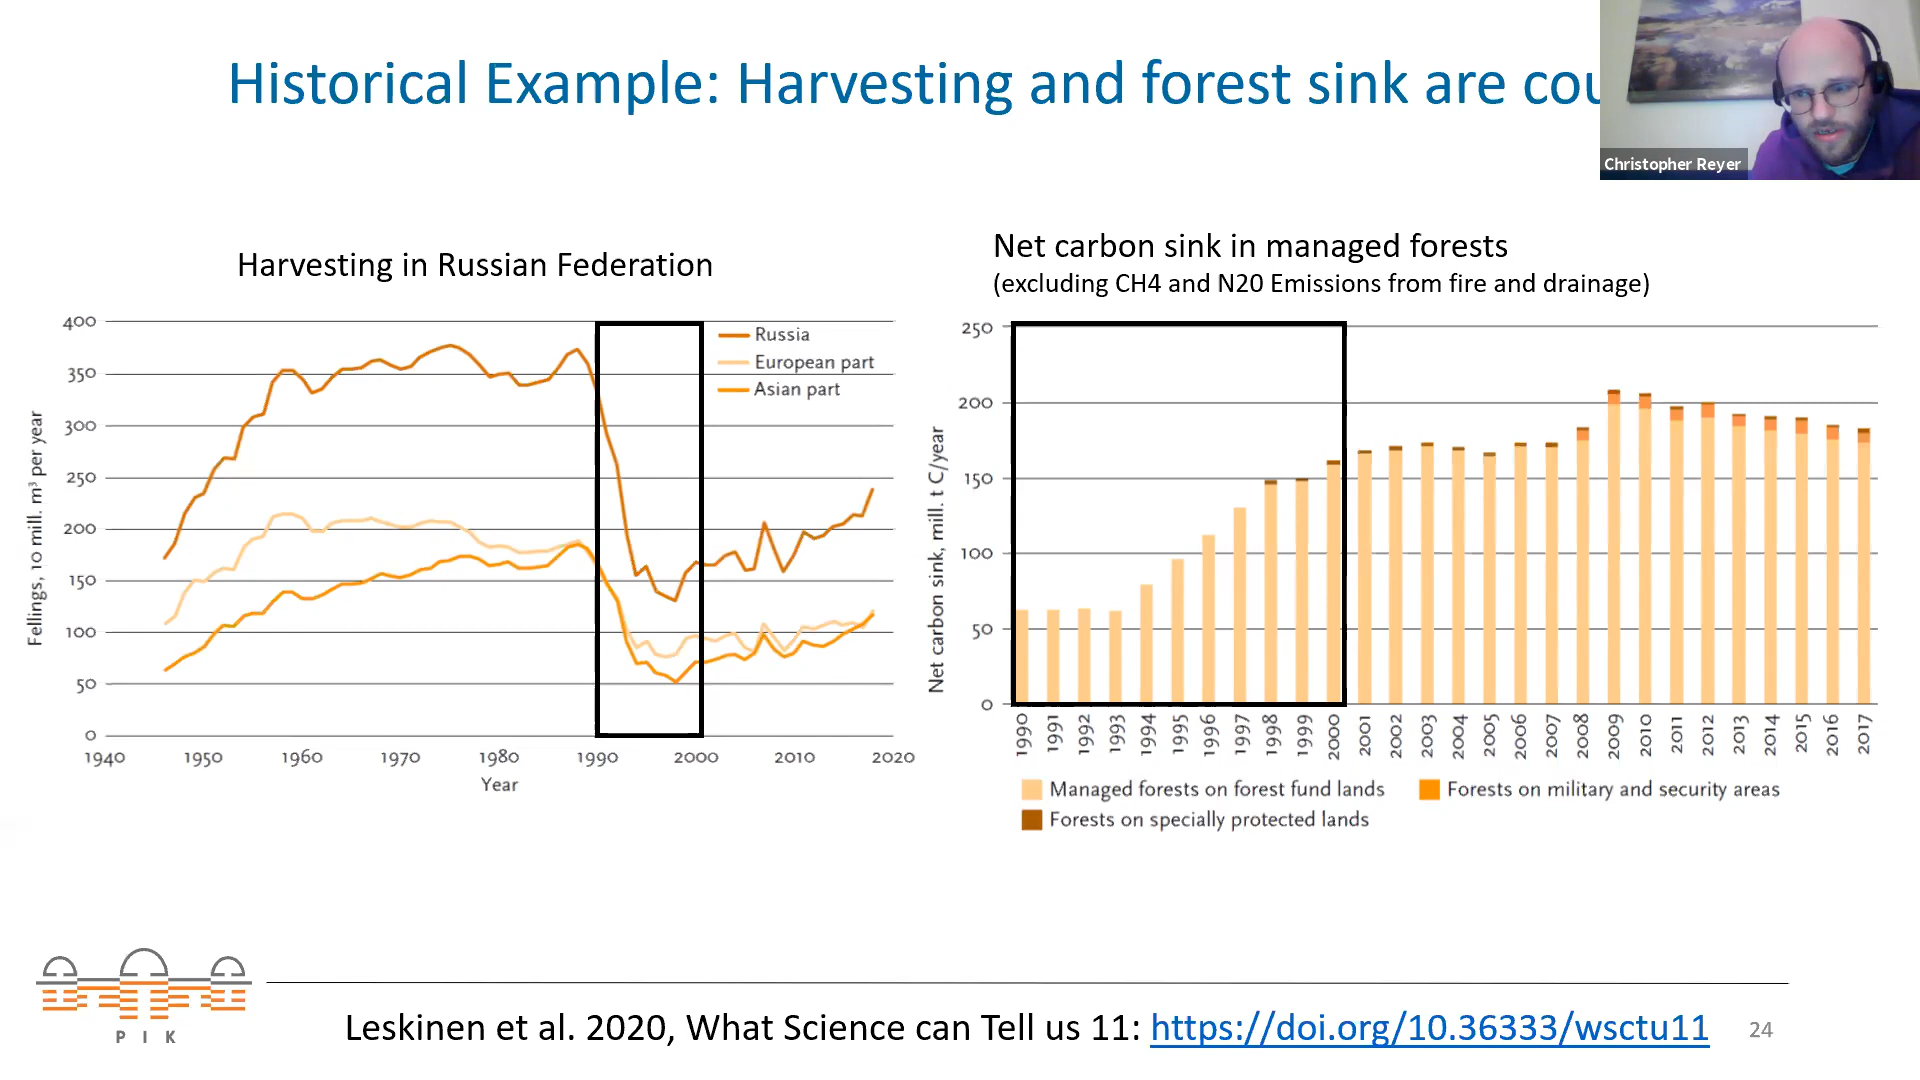 Historical Example: Harvesting and forest sink are cou
Christopher Reyer
Harvesting in Russian Federation
Fellings, 10 mill. m³ per year
400
350
300
250
200
150
100
50
0
1940 1950 1960 1970 1980 1990 2000 2010 2020
Year
Russia
European part
Asian part
Net carbon sink in managed forests
(excluding CH4 and N20 Emissions from fire and drainage)
Net carbon sink, mill. t C/year
250
200
150
100
50
0
1990 1991 1992 1993 1994 1995 1996 1997 1998 1999 2000 2001 2002 2003 2004 2005 2006 2007 2008 2009 2010 2011 2012 2013 2014 2015 2016 2017
Managed forests on forest fund lands
Forests on military and security areas
Forests on specially protected lands
P I K
Leskinen et al. 2020, What Science can Tell us 11: https://doi.org/10.36333/wsctu11
24